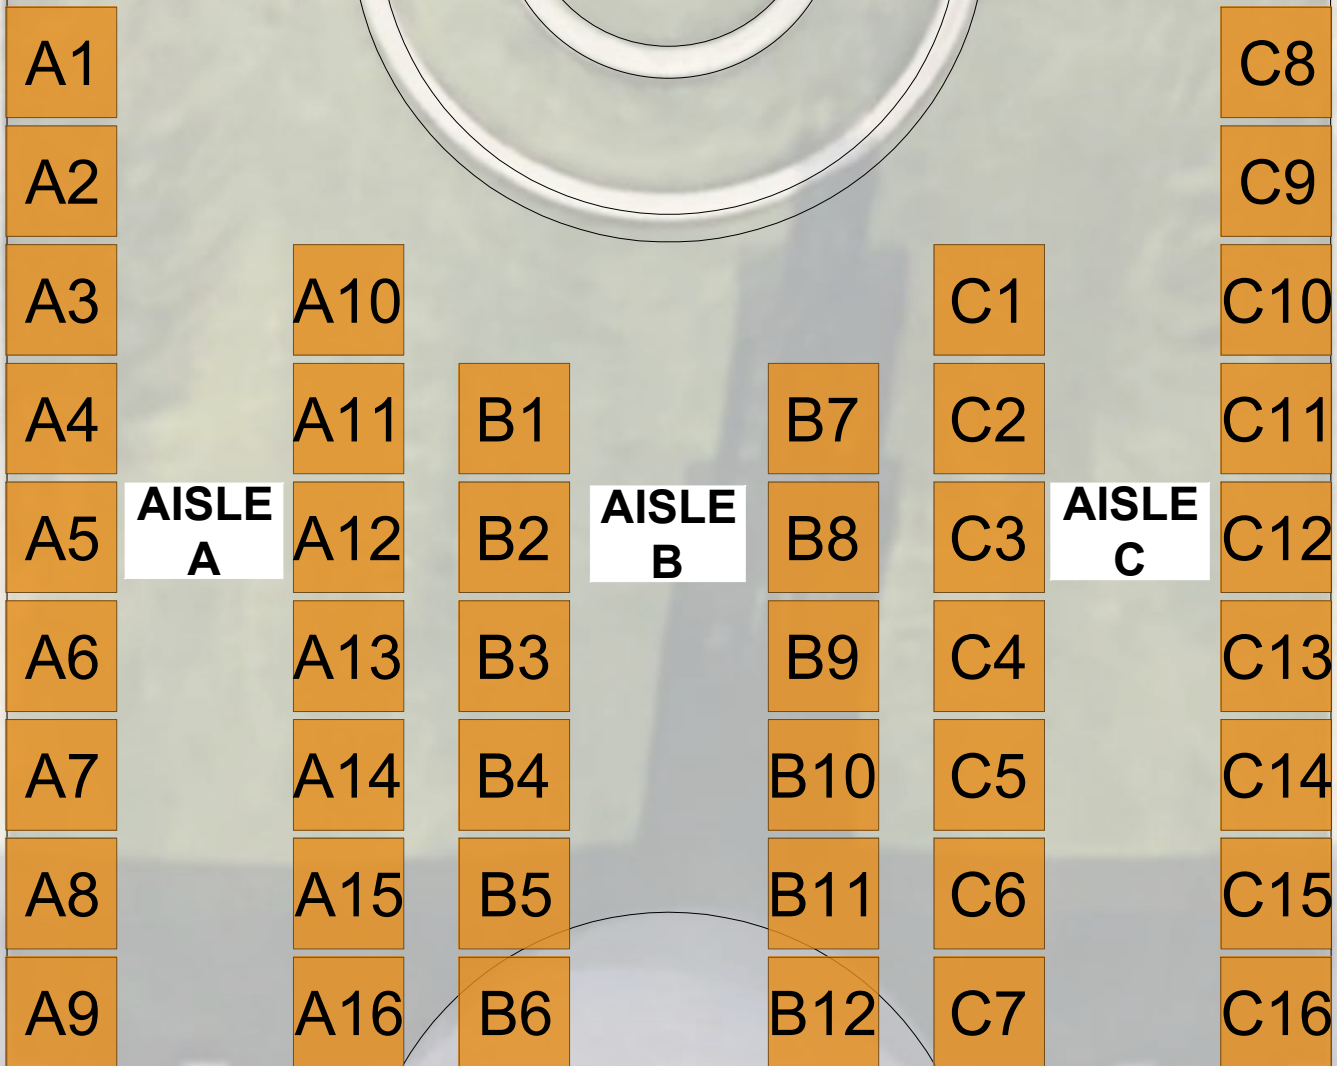 A1 C8
A2 C9
A3 A10 C1 C10
A4 A11 B1 B7 C2 C11
A5 AISLE A A12 B2 AISLE B B8 C3 AISLE C C12
A6 A13 B3 B9 C4 C13
A7 A14 B4 B10 C5 C14
A8 A15 B5 B11 C6 C15
A9 A16 B6 B12 C7 C16